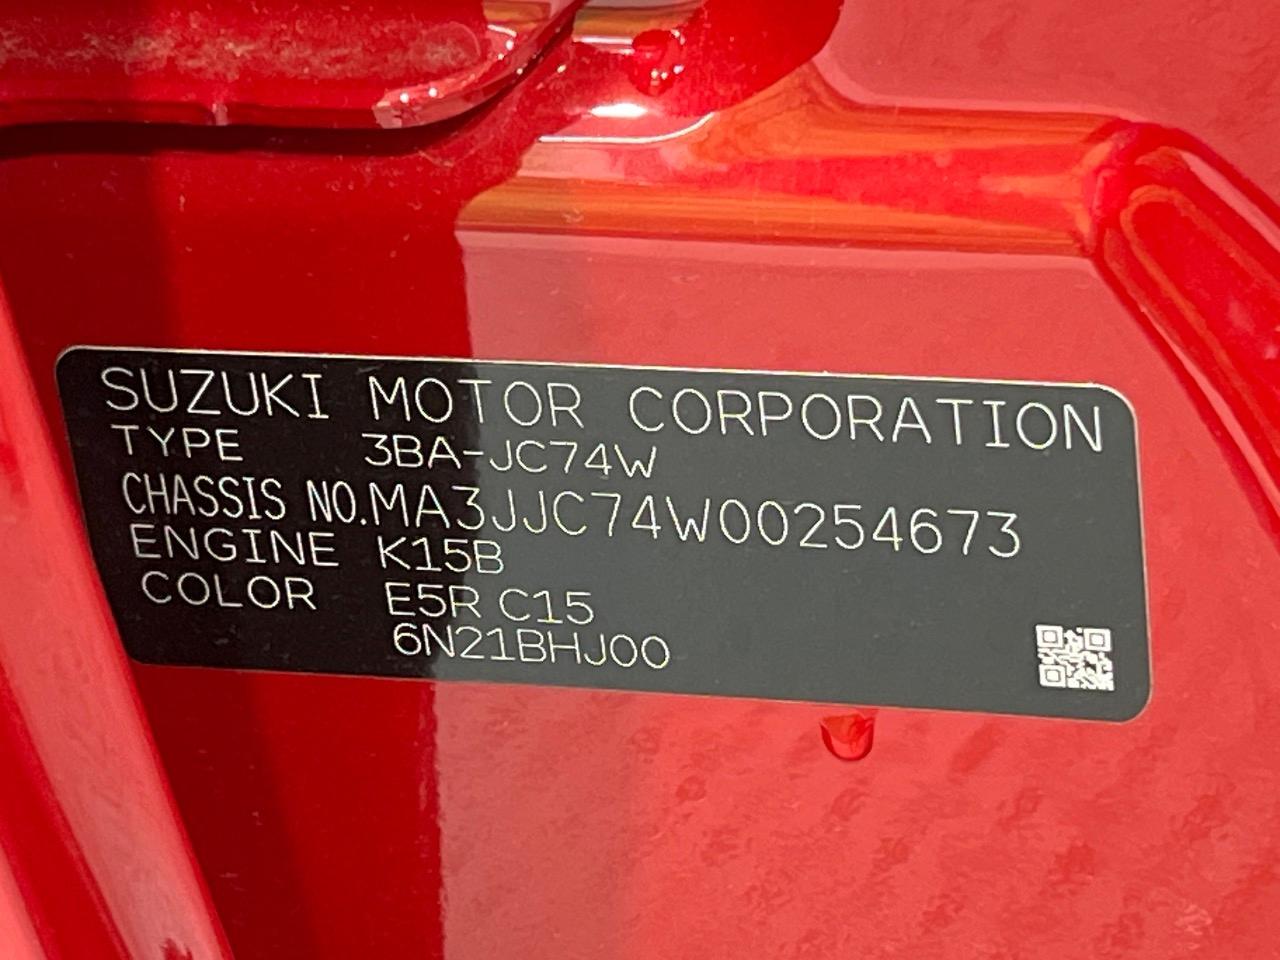 SUZUKI MOTOR CORPORATION
TYPE 3BA-JC74W
CHASSIS NO.MA3JJC74W00254673
ENGINE K15B
COLOR E5R C15
6N21BHJ00